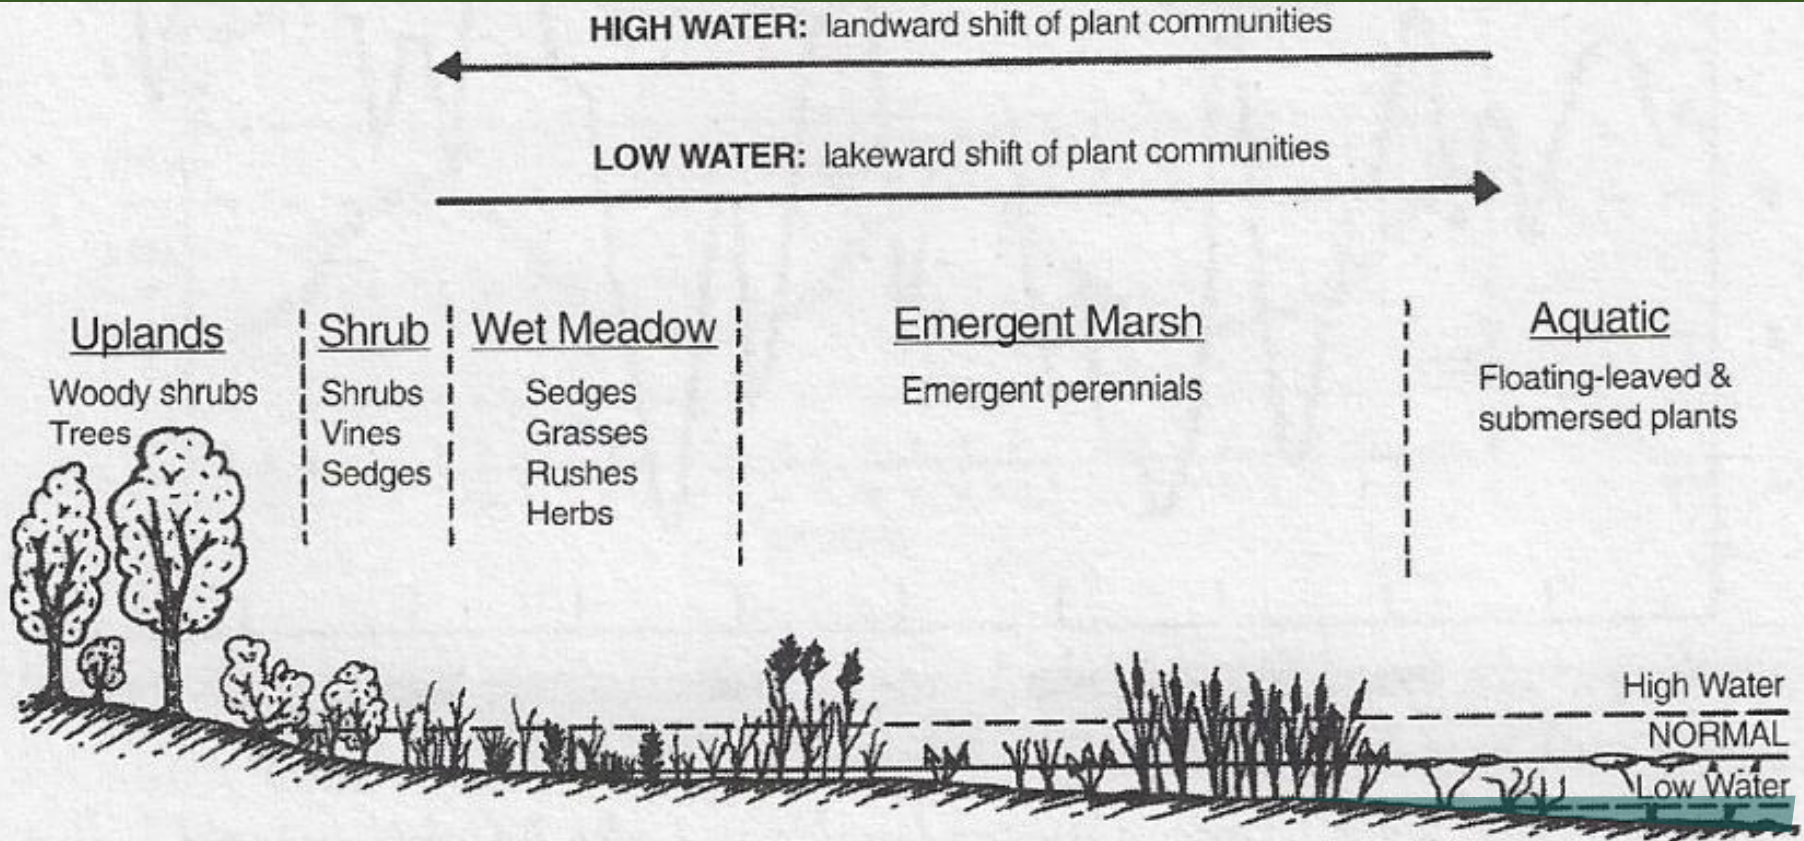 HIGH WATER: landward shift of plant communities
LOW WATER: lakeward shift of plant communities
Uplands
Woody shrubs
Trees
Shrub
Shrubs
Vines
Sedges
Wet Meadow
Sedges
Grasses
Rushes
Herbs
Emergent Marsh
Emergent perennials
Aquatic
Floating-leaved &
submersed plants
High Water
NORMAL
Low Water